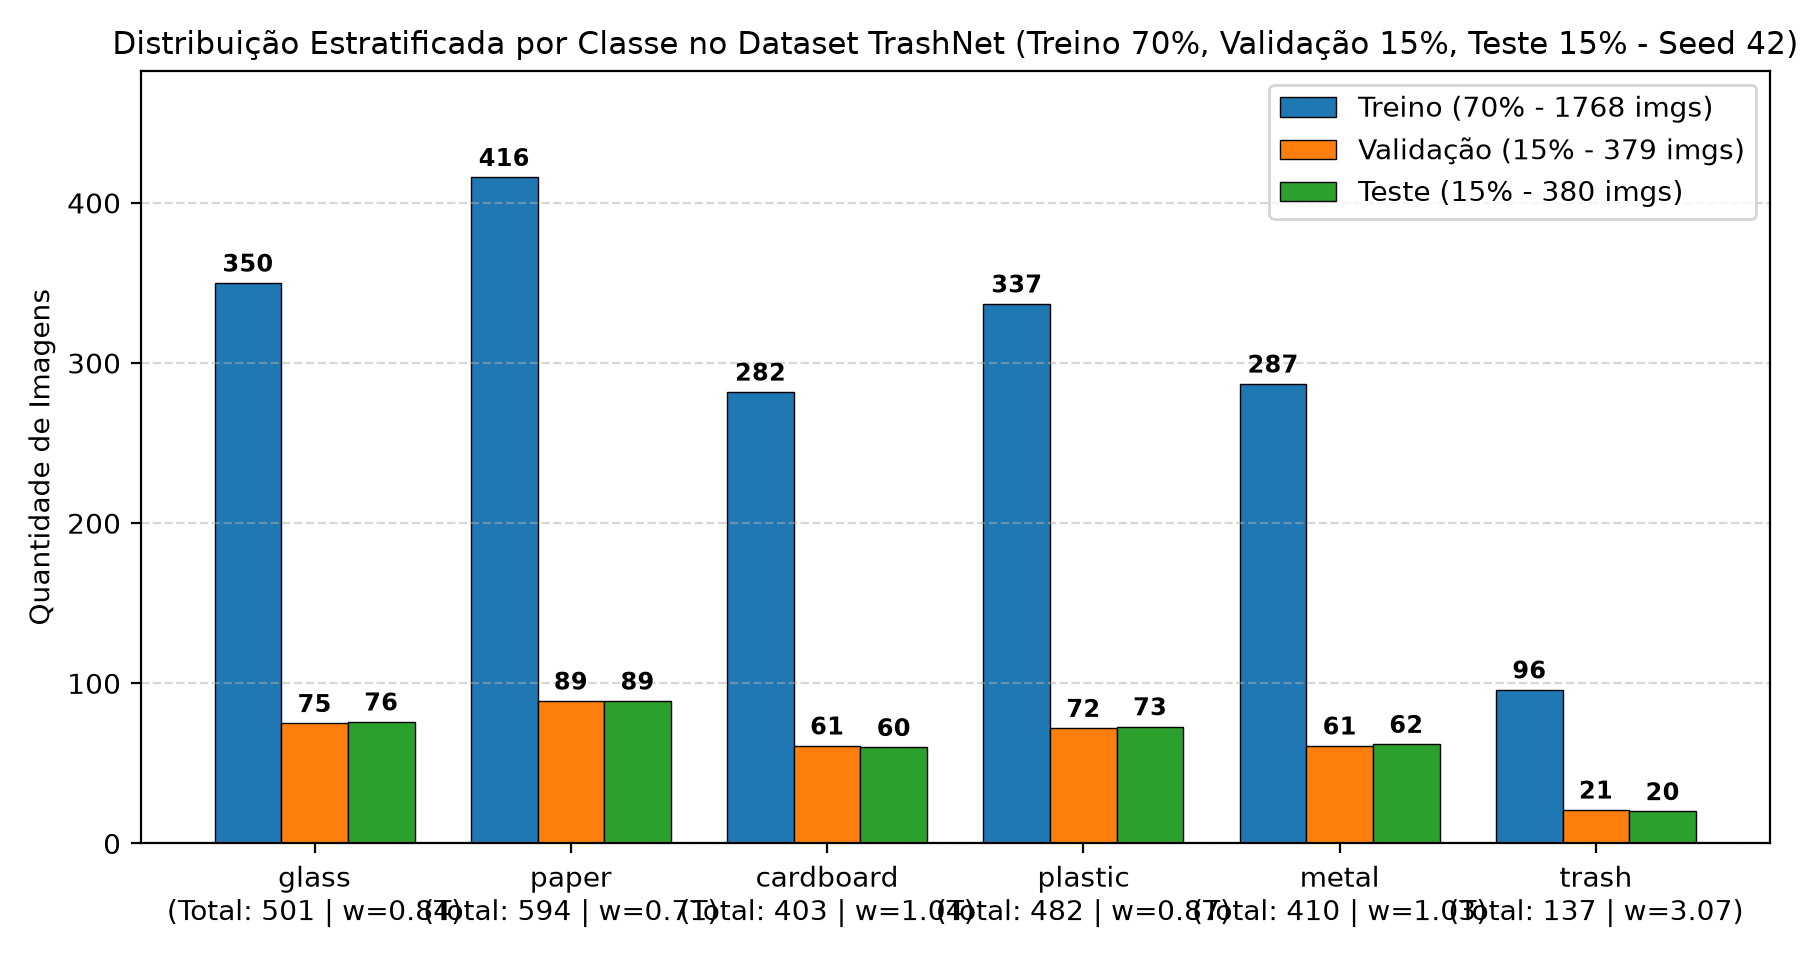 Distribuição Estratificada por Classe no Dataset TrashNet (Treino 70%, Validação 15%, Teste 15% - Seed 42)
Treino (70% - 1768 imgs)
Validação (15% - 379 imgs)
Teste (15% - 380 imgs)
Quantidade de Imagens
400
300
200
100
0
350
75
76
416
89
89
282
61
60
337
72
73
287
61
62
96
21
20
glass
(Total: 501 | w=0.84)
paper
(Total: 594 | w=0.71)
cardboard
(Total: 403 | w=1.04)
plastic
(Total: 482 | w=0.87)
metal
(Total: 410 | w=1.03)
trash
(Total: 137 | w=3.07)